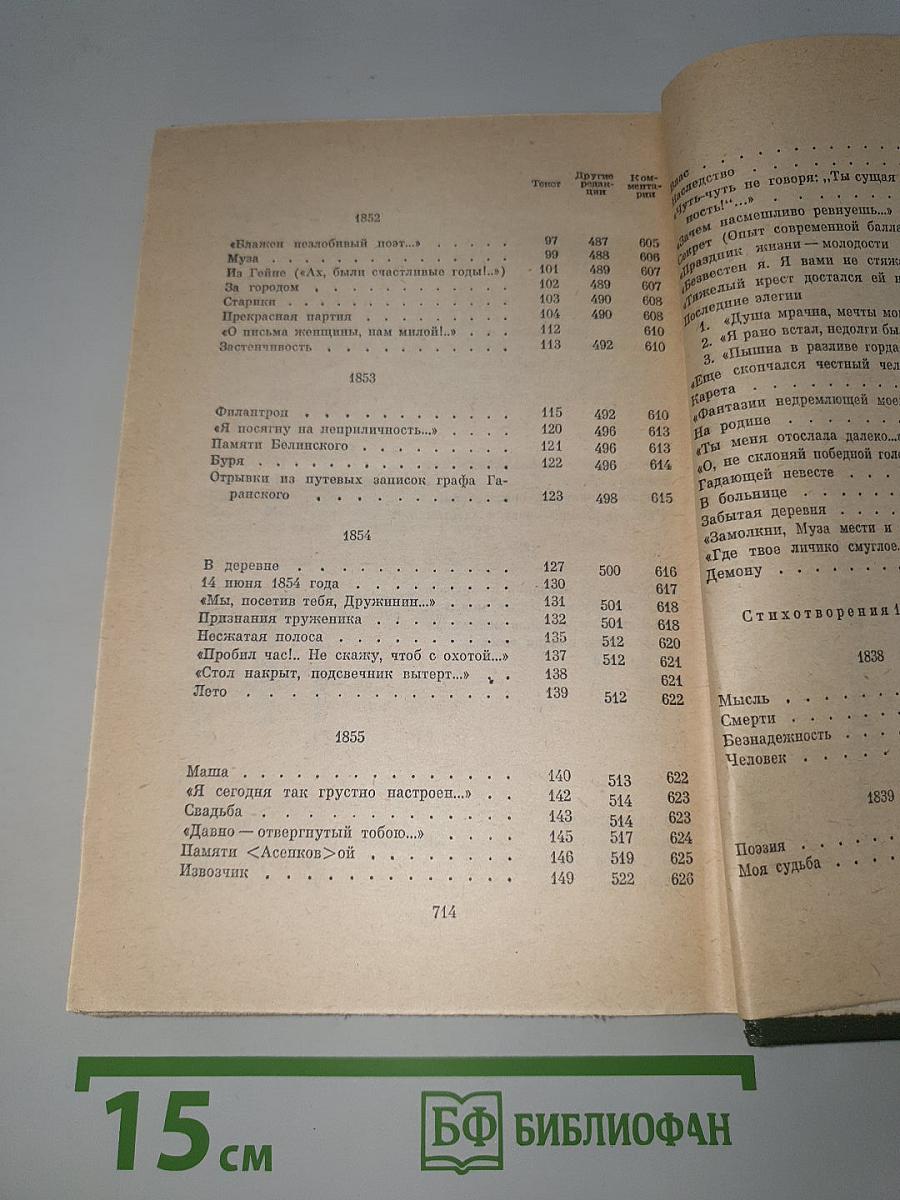 Текст Другие редак-ции Ком-мента-рии
1852
«Блажен незлобивый поэт...» . . . . . 97 487 605
Муза . . . . . . . . . . . . . . 99 488 606
Из Гейне («Ах, были счастливые годы!..») 101 489 607
За городом . . . . . . . . . . . 102 489 607
Старики . . . . . . . . . . . . 103 490 608
Прекрасная партия . . . . . . . . . 104 490 608
«О письма женщины, нам милой!..» . . . 112 610
Застенчивость . . . . . . . . . . . 113 492 610
1853
Филантроп . . . . . . . . . . . . 115 492 610
«Я посягну на неприличность...» . . . . 120 496 613
Памяти Белинского . . . . . . . . . 121 496 613
Буря . . . . . . . . . . . . . . 122 496 614
Отрывки из путевых записок графа Га-
ранского . . . . . . . . . . . 123 498 615
1854
В деревне . . . . . . . . . . . . 127 500 616
14 июня 1854 года . . . . . . . . . 130 617
«Мы, посетив тебя, Дружинин...» . . . . 131 501 618
Признания труженика . . . . . . . . 132 501 618
Несжатая полоса . . . . . . . . . . 135 512 620
«Пробил час!.. Не скажу, чтоб с охотой...» 137 512 621
«Стол накрыт, подсвечник вытерт...» . . 138 621
Лето . . . . . . . . . . . . . . 139 512 622
1855
Маша . . . . . . . . . . . . . . 140 513 622
«Я сегодня так грустно настроен...» . . 142 514 623
Свадьба . . . . . . . . . . . . . 143 514 623
«Давно — отвергнутый тобою...» . . . . 145 517 624
Памяти <Асенков>ой . . . . . . . . 146 519 625
Извозчик . . . . . . . . . . . . . 149 522 626
714
Влас
Наследство
«Чуть-чуть не говоря: „Ты сущая
ность!“...»
«Зачем насмешливо ревнуешь...»
Секрет (Опыт современной балла
«Праздник жизни — молодости
«Безвестен я. Я вами не стяжа
«Тяжелый крест достался ей н
Последние элегии
1. «Душа мрачна, мечты мои
2. «Я рано встал, недолги бы
3. «Пышна в разливе горда
«Еще скончался честный чел
Карета
«Фантазии недремлющей мое
На родине
«Ты меня отослала далеко...»
«О, не склоняй победной голо
Гадающей невесте
В больнице
Забытая деревня
«Замолкни, Муза мести и
«Где твое личико смуглое
Демону
Стихотворения 1
1838
Мысль
Смерти
Безнадежность
Человек
1839
Поэзия
Моя судьба
15 см
БФ БИБЛИОФАН